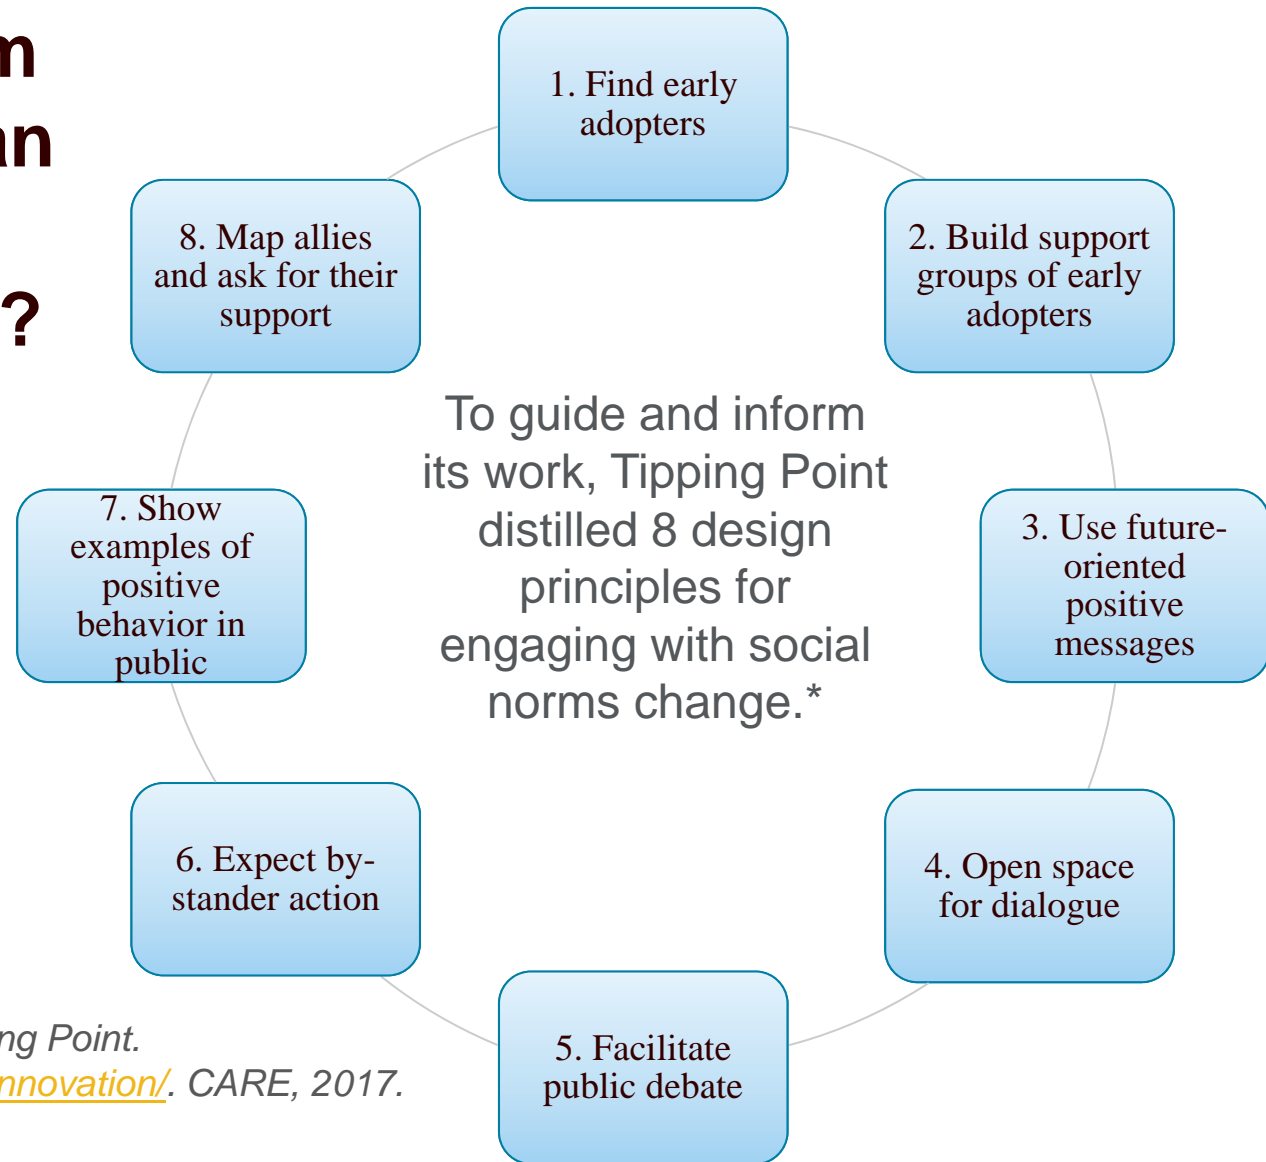 m
an
?
1. Find early
adopters
2. Build support
groups of early
adopters
3. Use future-
oriented
positive
messages
4. Open space
for dialogue
5. Facilitate
public debate
6. Expect by-
stander action
7. Show
examples of
positive
behavior in
public
8. Map allies
and ask for their
support
To guide and inform
its work, Tipping Point
distilled 8 design
principles for
engaging with social
norms change.*
ng Point.
nnovation/. CARE, 2017.